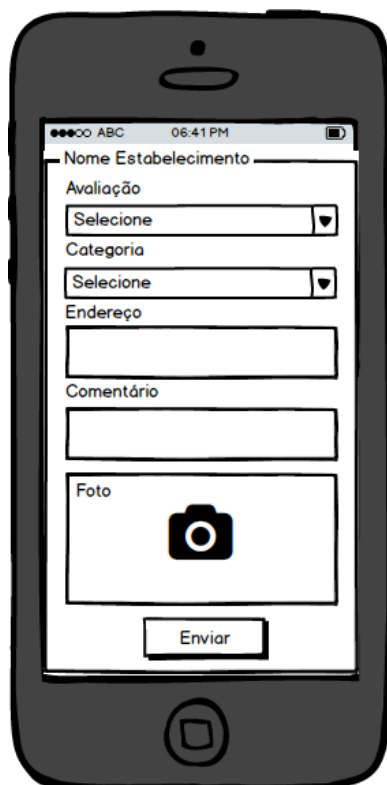 ABC 06:41 PM
Nome Estabelecimento
Avaliação
Selecione
Categoria
Selecione
Endereço
Comentário
Foto
Enviar